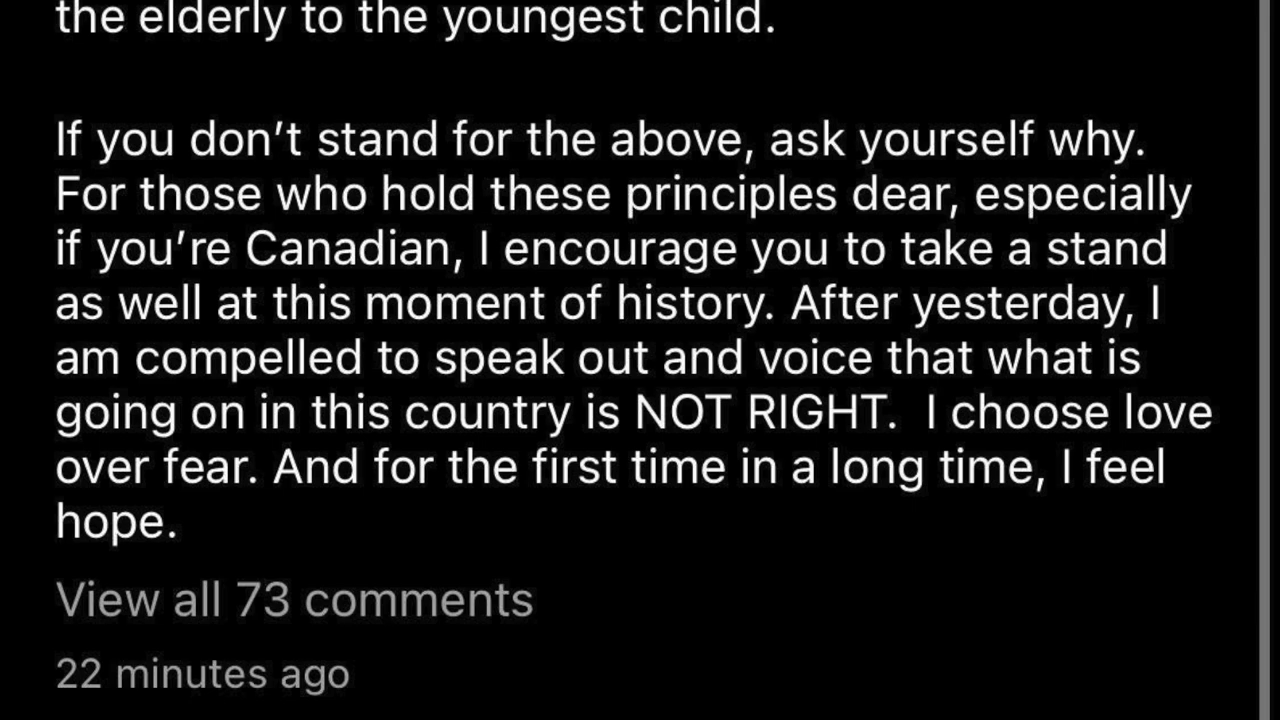 the elderly to the youngest child.
If you don’t stand for the above, ask yourself why.
For those who hold these principles dear, especially
if you’re Canadian, I encourage you to take a stand
as well at this moment of history. After yesterday, I
am compelled to speak out and voice that what is
going on in this country is NOT RIGHT.  I choose love
over fear. And for the first time in a long time, I feel
hope.
View all 73 comments
22 minutes ago